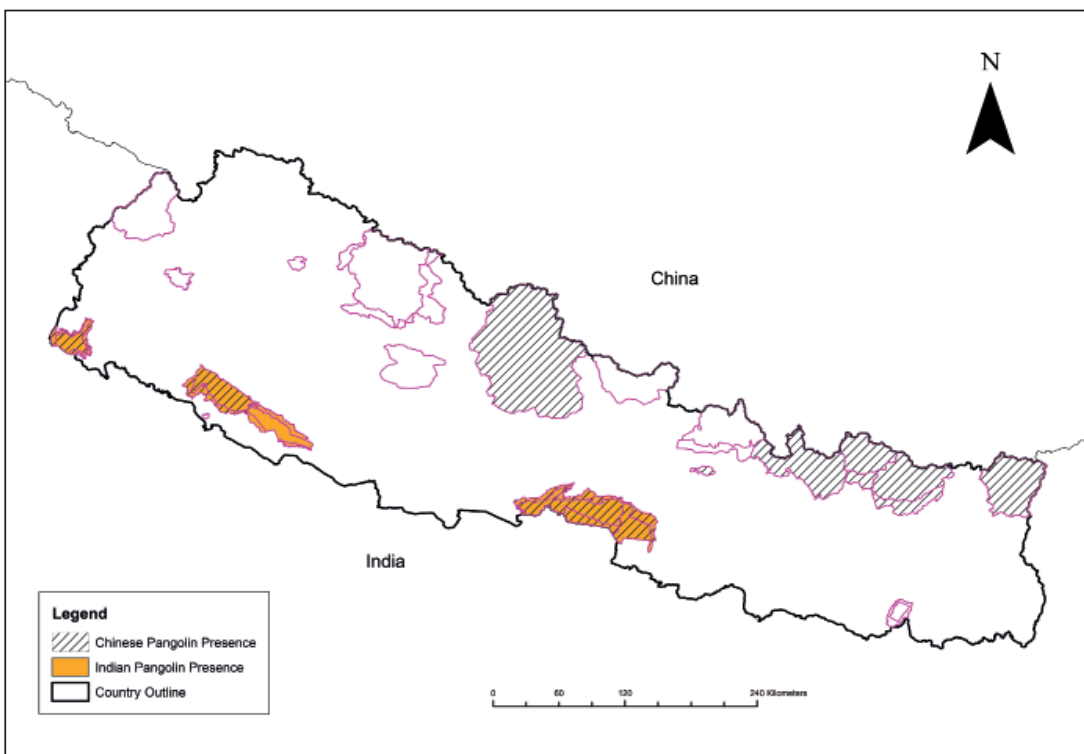 N
China
India
Legend
Chinese Pangolin Presence
Indian Pangolin Presence
Country Outline
0 60 120 240 Kilometers